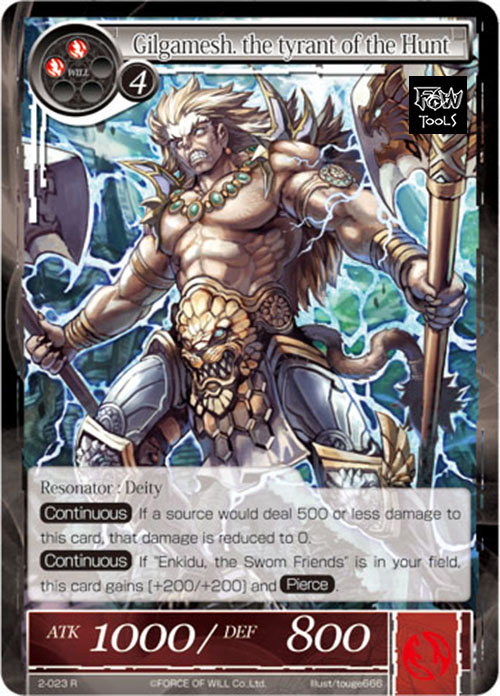 Gilgamesh, the tyrant of the Hunt
WILL
4
FOW
TOOLS
Resonator : Deity
Continuous If a source would deal 500 or less damage to
this card, that damage is reduced to 0.
Continuous If "Enkidu, the Sworn Friends" is in your field,
this card gains [+200/+200] and Pierce.
ATK 1000/ DEF 800
2-023 R ©FORCE OF WILL Co.,Ltd. Illust/touge666